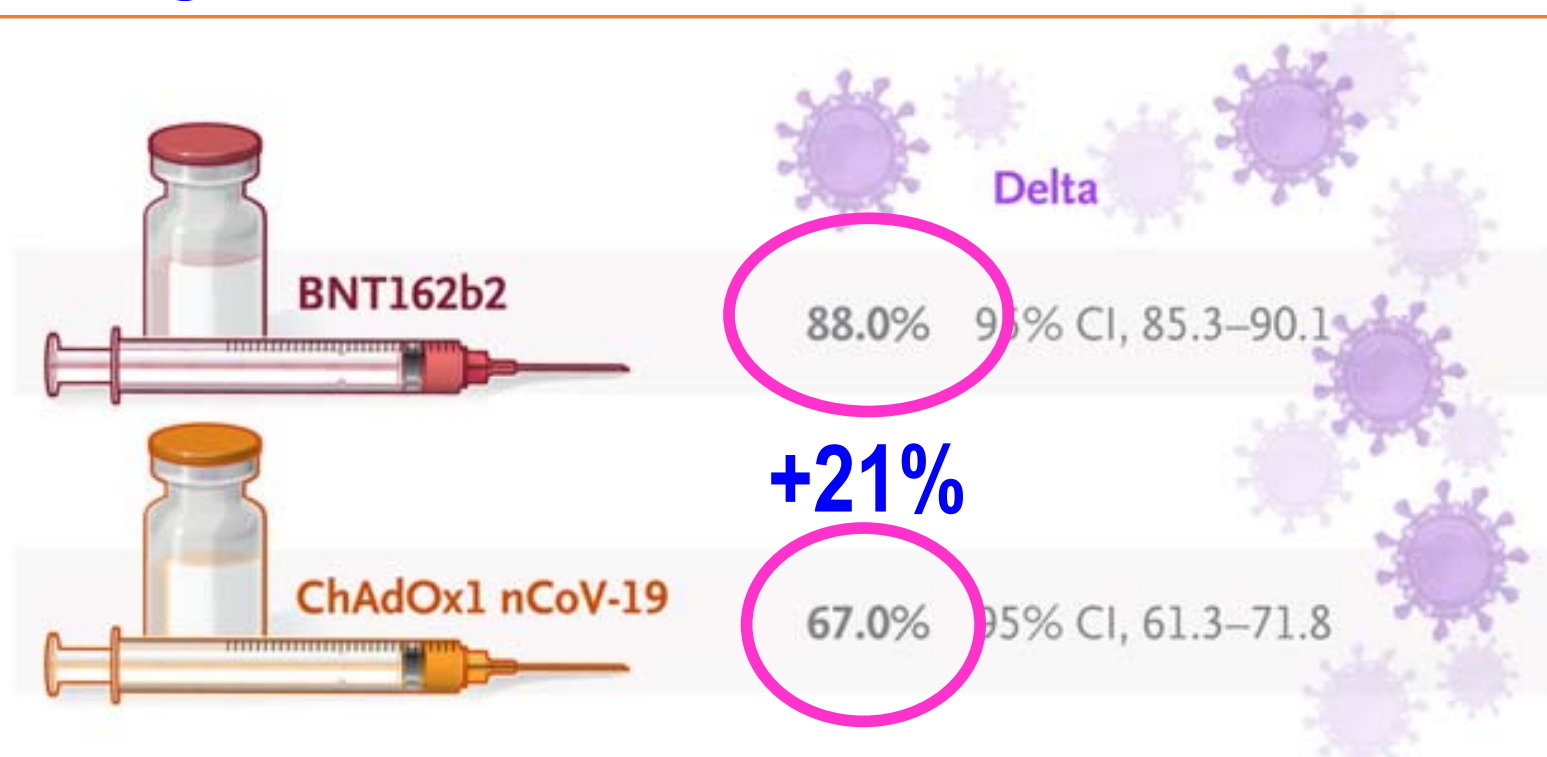 Delta
BNT162b2
88.0% 95% CI, 85.3–90.1
+21%
ChAdOx1 nCoV-19
67.0% 95% CI, 61.3–71.8